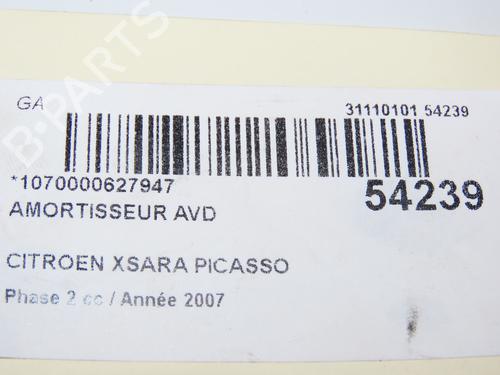 GA
31110101 54239
*1070000627947
54239
AMORTISSEUR AVD
CITROEN XSARA PICASSO
Phase 2 cc / Année 2007
B-PARTS